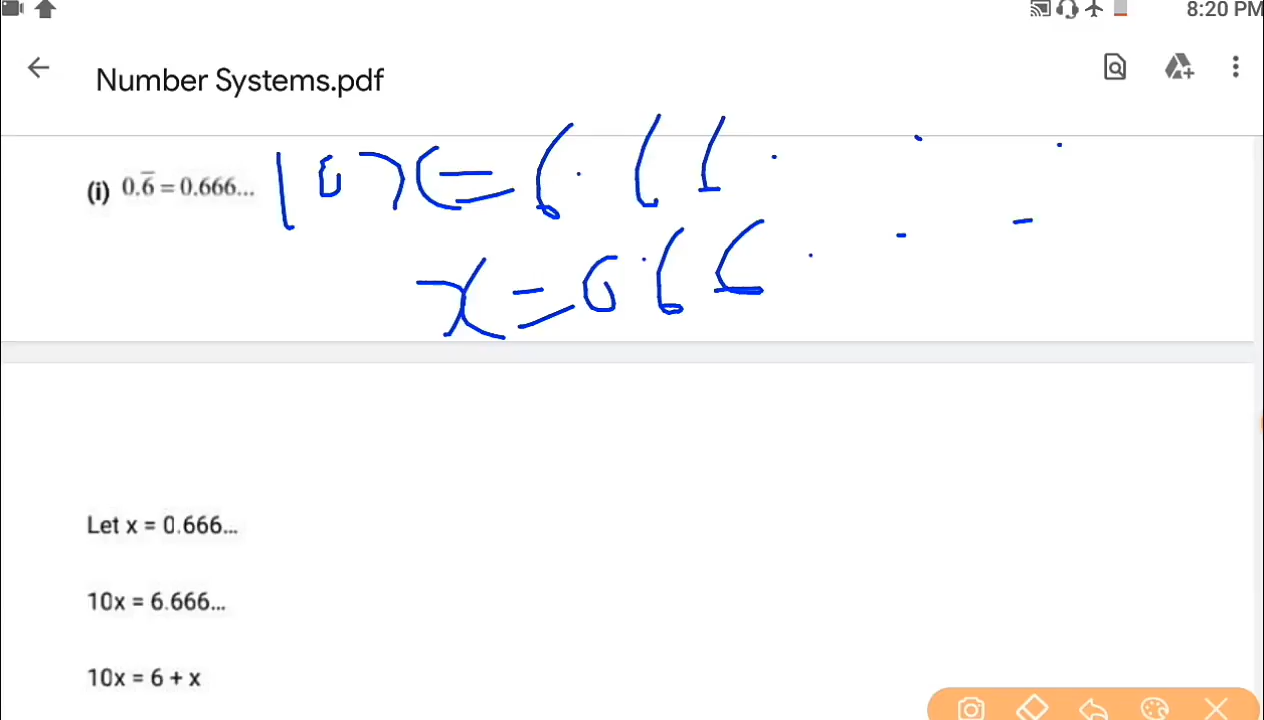 8:20 PM
Number Systems.pdf
(i) 0.6̅ = 0.666...
10x = 6.66...
x = 0.66...
Let x = 0.666...
10x = 6.666...
10x = 6 + x